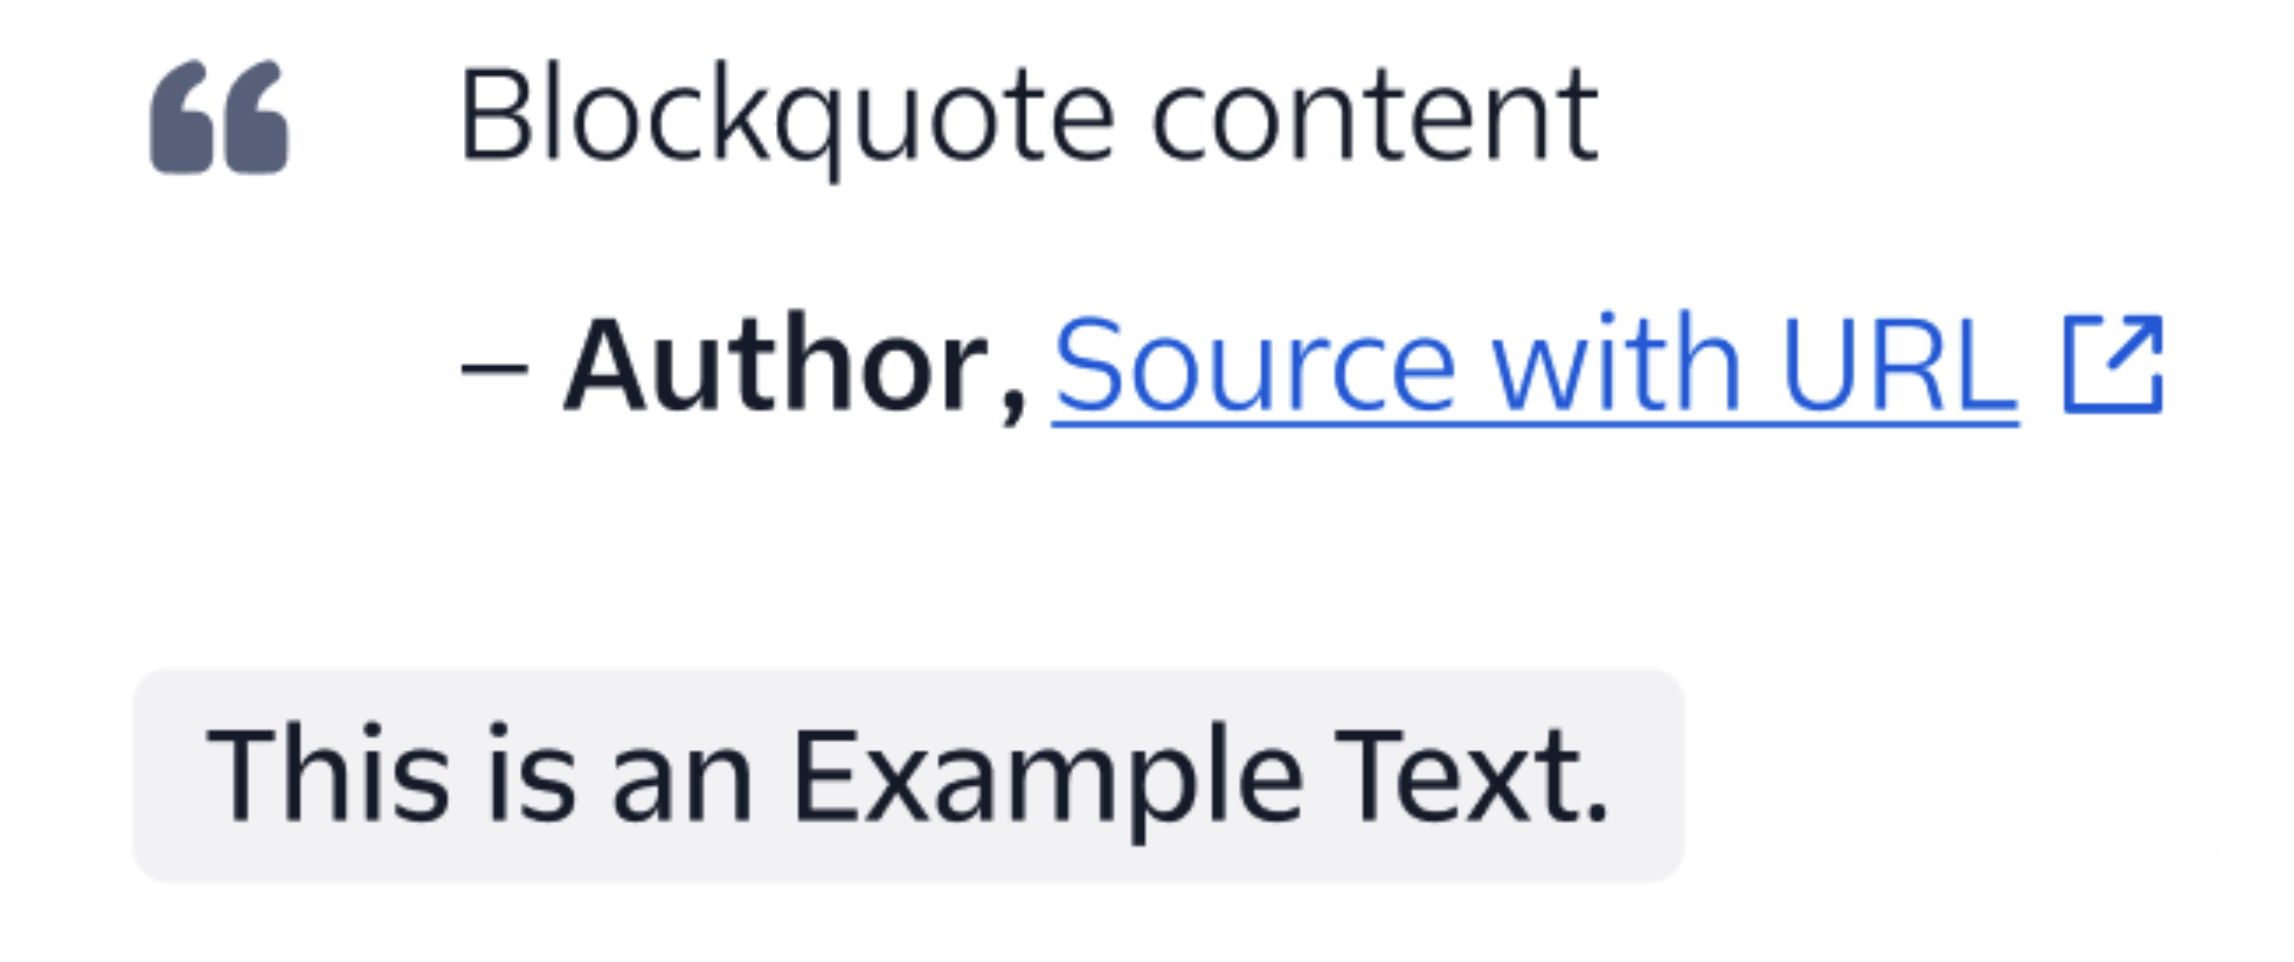 Blockquote content
– Author, Source with URL
This is an Example Text.